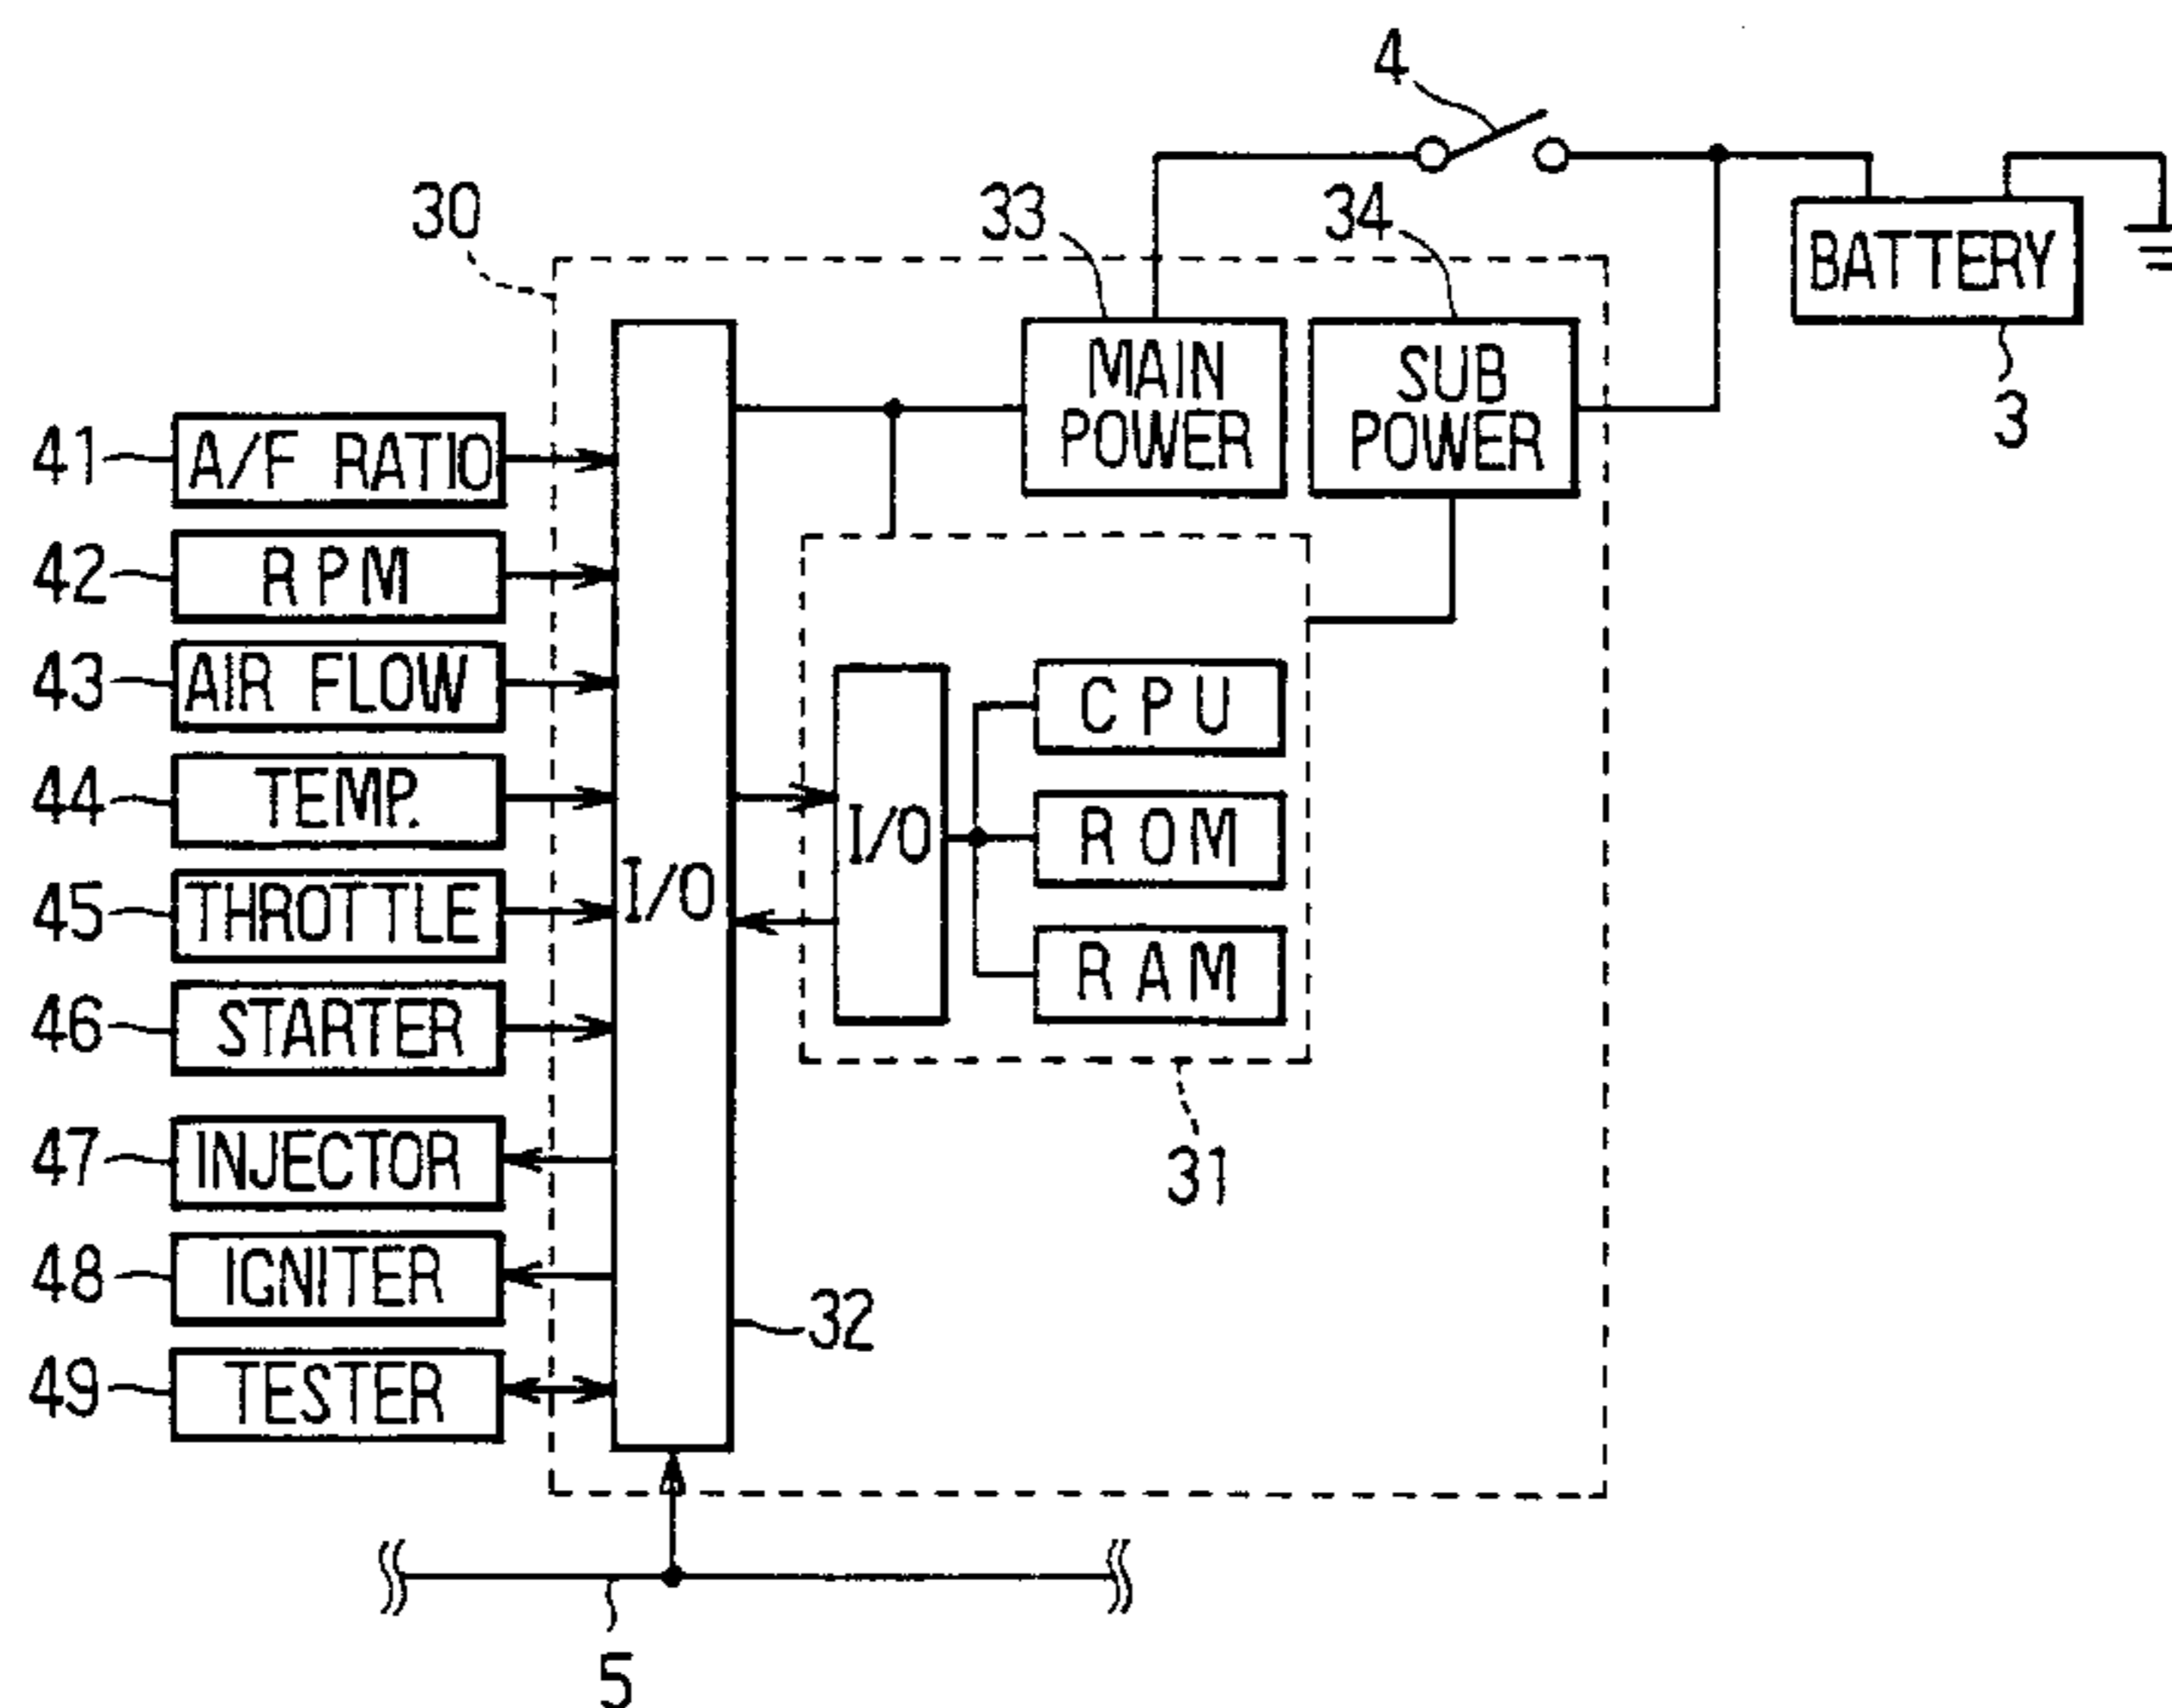 4
30
33
34
BATTERY
3
MAIN
POWER
SUB
POWER
41
A/F RATIO
42
RPM
43
AIR FLOW
44
TEMP.
45
THROTTLE
46
STARTER
47
INJECTOR
48
IGNITER
49
TESTER
I/O
I/O
CPU
ROM
RAM
31
32
5